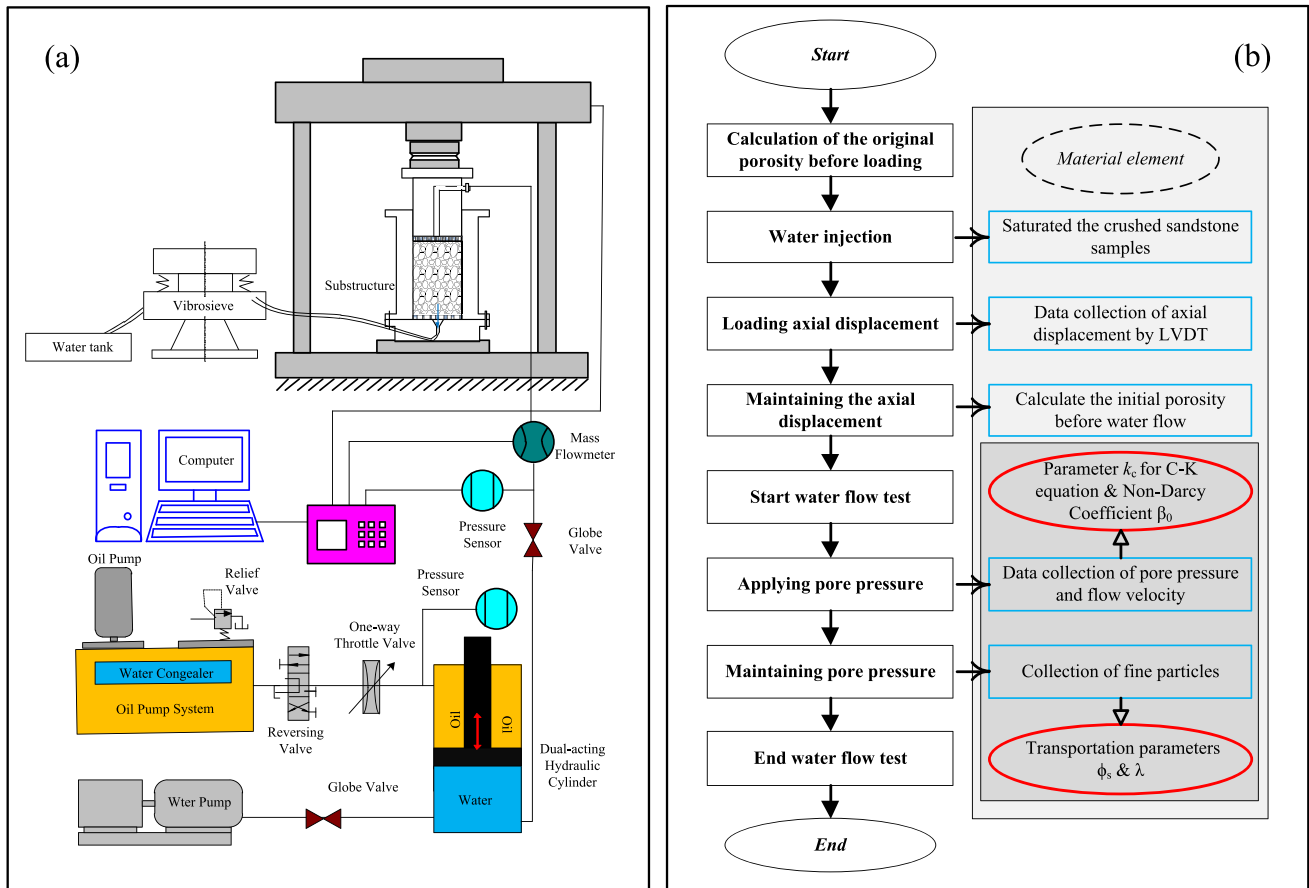 (a)
Substructure
Vibrosieve
Water tank
Computer
Mass
Flowmeter
Pressure
Sensor
Globe
Valve
Oil Pump
Relief
Valve
Pressure
Sensor
One-way
Throttle Valve
Water Congealer
Oil Pump System
Reversing
Valve
Oil
Oil
Dual-acting
Hydraulic
Cylinder
Water
Globe Valve
Wter Pump
(b)
Start
Calculation of the original
porosity before loading
Material element
Water injection
Saturated the crushed sandstone
samples
Loading axial displacement
Data collection of axial
displacement by LVDT
Maintaining the axial
displacement
Calculate the initial porosity
before water flow
Start water flow test
Parameter kc for C-K
equation & Non-Darcy
Coefficient β0
Applying pore pressure
Data collection of pore pressure
and flow velocity
Maintaining pore pressure
Collection of fine particles
End water flow test
Transportation parameters
ϕs & λ
End